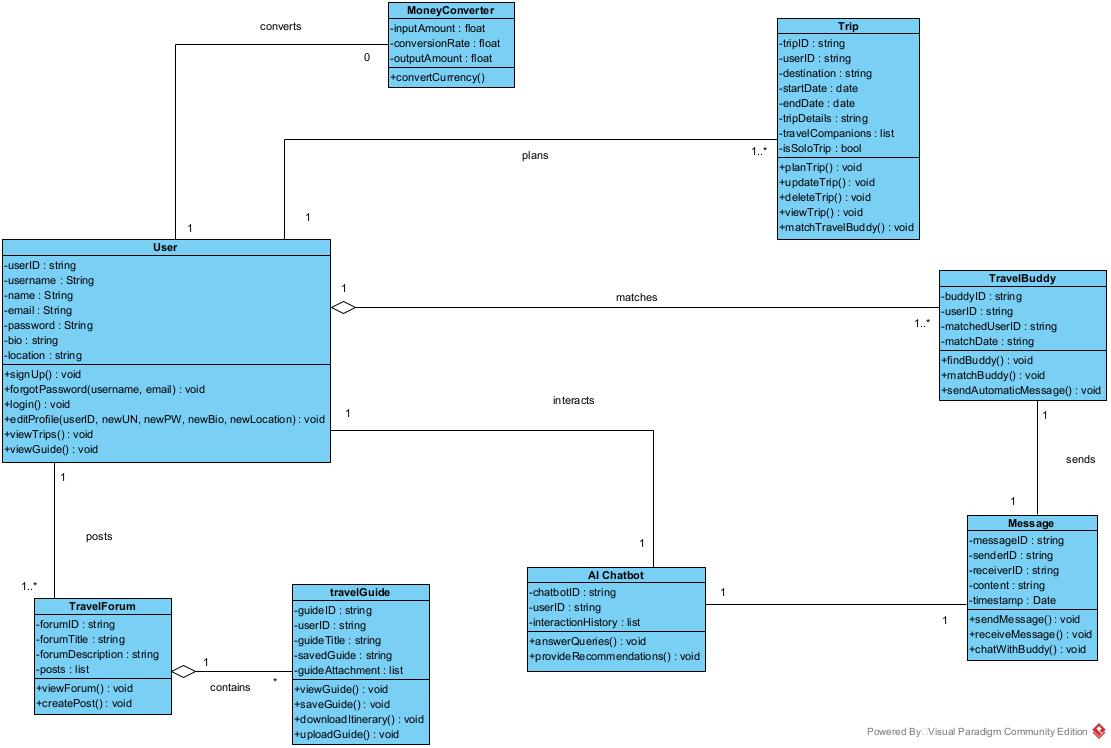 MoneyConverter
-inputAmount : float
-conversionRate : float
-outputAmount : float
+convertCurrency()
converts
0
1
Trip
-tripID : string
-userID : string
-destination : string
-startDate : date
-endDate : date
-tripDetails : string
-travelCompanions : list
-isSoloTrip : bool
+planTrip() : void
+updateTrip() : void
+deleteTrip() : void
+viewTrip() : void
+matchTravelBuddy() : void
plans
1..*
1
User
-userID : string
-username : String
-name : String
-email : String
-password : String
-bio : string
-location : string
+signUp() : void
+forgotPassword(username, email) : void
+login() : void
+editProfile(userID, newUN, newPW, newBio, newLocation) : void
+viewTrips() : void
+viewGuide() : void
1
matches
1..*
TravelBuddy
-buddyID : string
-userID : string
-matchedUserID : string
-matchDate : string
+findBuddy() : void
+matchBuddy() : void
+sendAutomaticMessage() : void
1
interacts
1
1
sends
1
Message
-messageID : string
-senderID : string
-receiverID : string
-content : string
-timestamp : Date
+sendMessage() : void
+receiveMessage() : void
+chatWithBuddy() : void
AI Chatbot
-chatbotID : string
-userID : string
-interactionHistory : list
+answerQueries() : void
+provideRecommendations() : void
1
1
1
posts
1..*
TravelForum
-forumID : string
-forumTitle : string
-forumDescription : string
-posts : list
+viewForum() : void
+createPost() : void
1
contains
*
travelGuide
-guideID : string
-userID : string
-guideTitle : string
-savedGuide : string
-guideAttachment : list
+viewGuide() : void
+saveGuide() : void
+downloadItinerary() : void
+uploadGuide() : void
Powered By Visual Paradigm Community Edition